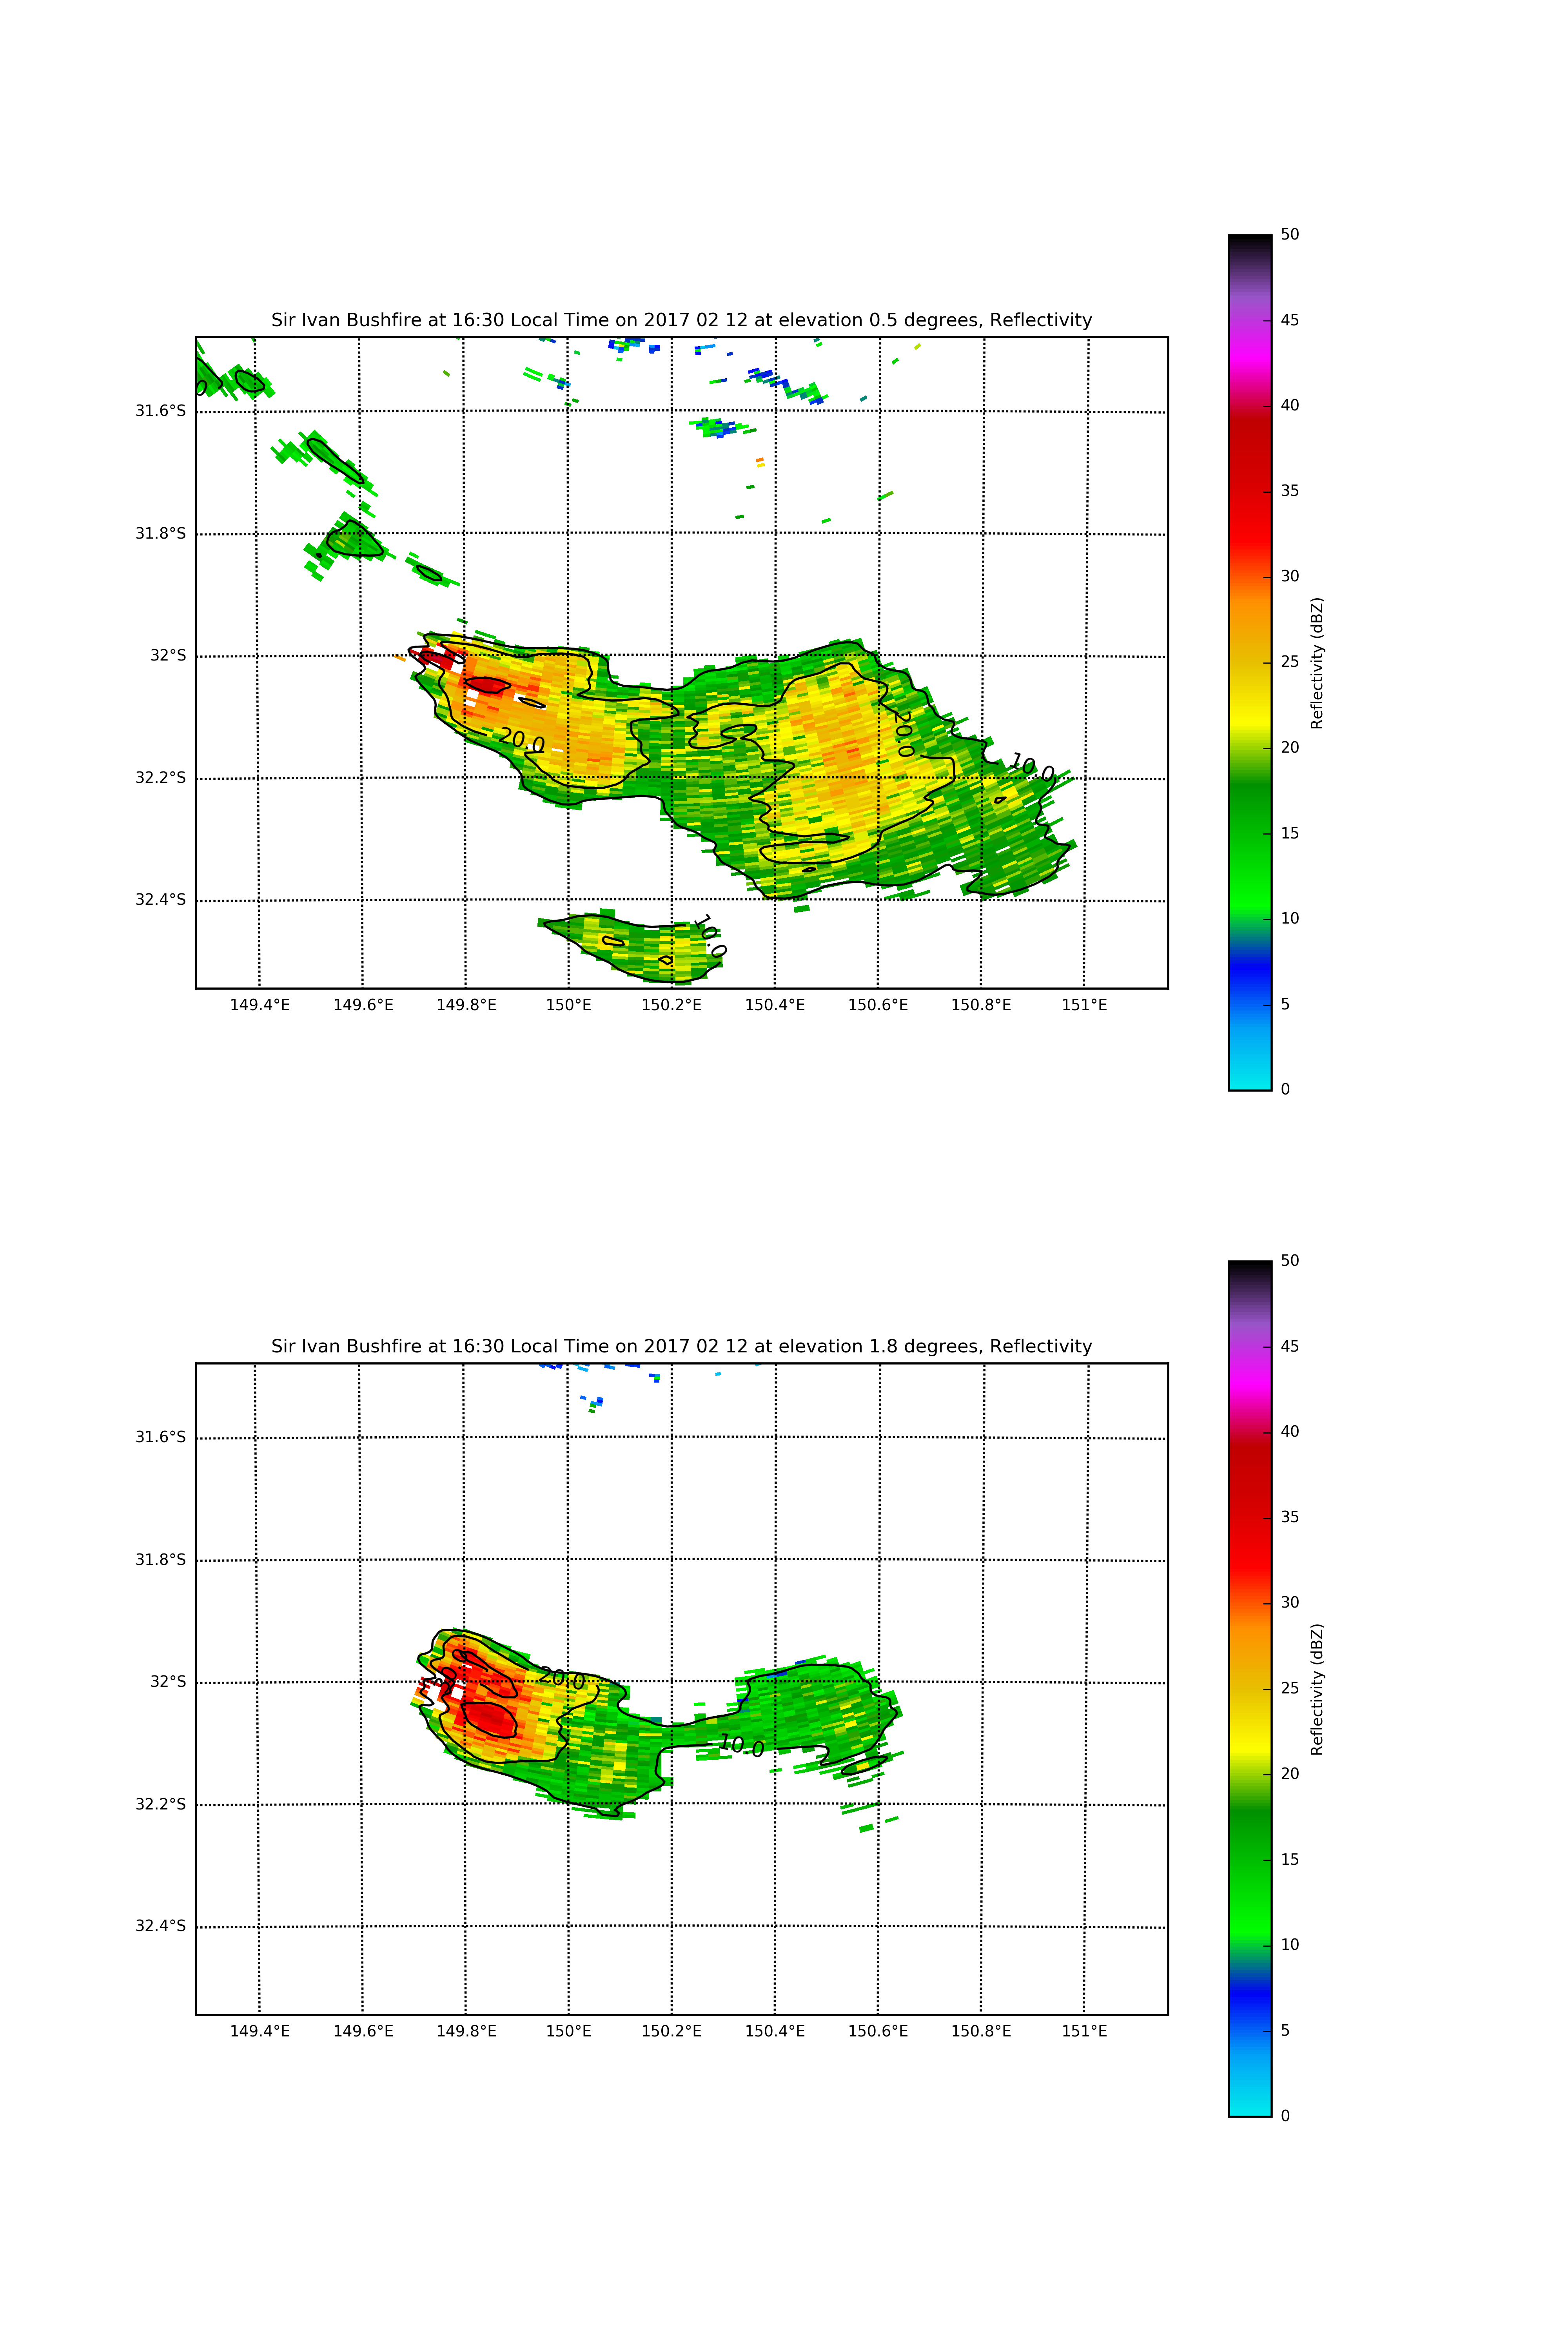 Sir Ivan Bushfire at 16:30 Local Time on 2017 02 12 at elevation 0.5 degrees, Reflectivity
31.6°S
31.8°S
32°S
32.2°S
32.4°S
149.4°E 149.6°E 149.8°E 150°E 150.2°E 150.4°E 150.6°E 150.8°E 151°E
0
20.0
20.0
10.0
10.0
50
45
40
35
30
25
20
15
10
5
0
Reflectivity (dBZ)
Sir Ivan Bushfire at 16:30 Local Time on 2017 02 12 at elevation 1.8 degrees, Reflectivity
31.6°S
31.8°S
32°S
32.2°S
32.4°S
149.4°E 149.6°E 149.8°E 150°E 150.2°E 150.4°E 150.6°E 150.8°E 151°E
20.0
10.0
50
45
40
35
30
25
20
15
10
5
0
Reflectivity (dBZ)